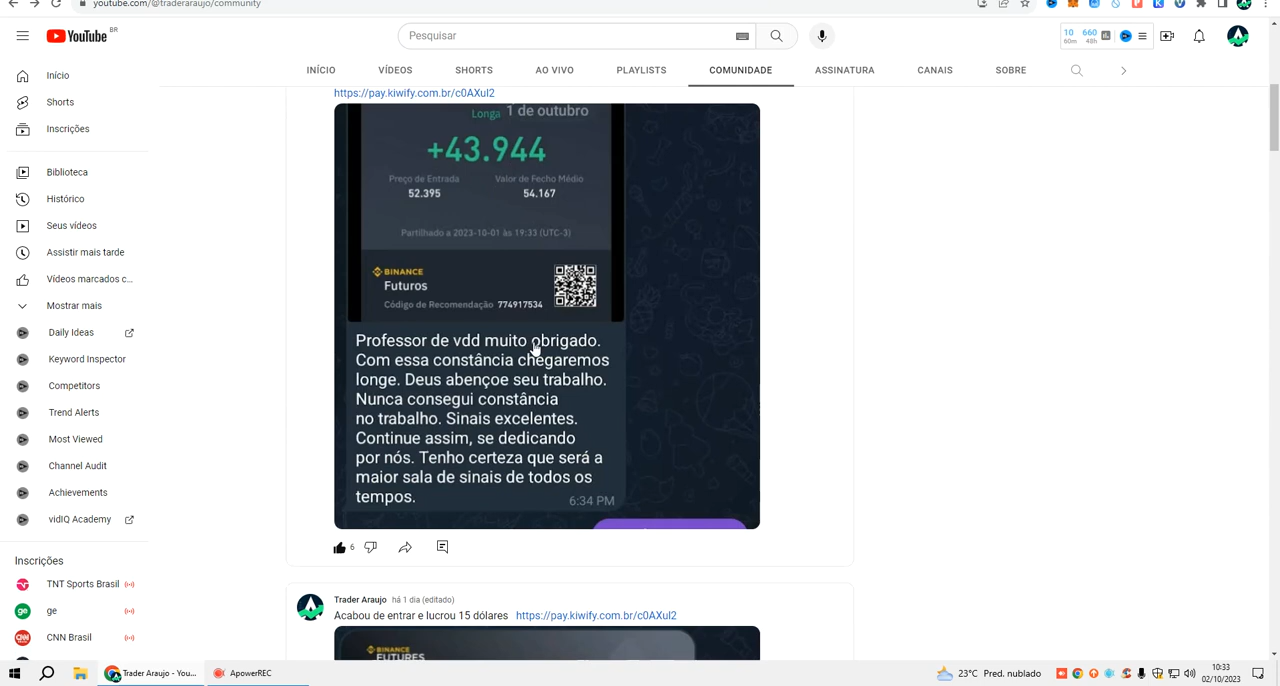 youtube.com/@traderaraujo/community
YouTube BR
Pesquisar
10 660
60m 48h
INÍCIO VÍDEOS SHORTS AO VIVO PLAYLISTS COMUNIDADE ASSINATURA CANAIS SOBRE
Início
Shorts
Inscrições
Biblioteca
Histórico
Seus vídeos
Assistir mais tarde
Vídeos marcados c...
Mostrar mais
Daily Ideas
Keyword Inspector
Competitors
Trend Alerts
Most Viewed
Channel Audit
Achievements
vidIQ Academy
Inscrições
TNT Sports Brasil
ge
ge
CNN
CNN Brasil
https://pay.kiwify.com.br/c0AXuI2
Longa 1 de outubro
+43.944
Preço de Entrada Valor de Fecho Médio
52.395 54.167
Partilhado a 2023-10-01 às 19:33 (UTC-3)
BINANCE
Futuros
Código de Recomendação 774917534
Professor de vdd muito obrigado.
Com essa constância chegaremos
longe. Deus abençoe seu trabalho.
Nunca consegui constância
no trabalho. Sinais excelentes.
Continue assim, se dedicando
por nós. Tenho certeza que será a
maior sala de sinais de todos os
tempos.
6:34 PM
6
Trader Araujo há 1 dia (editado)
Acabou de entrar e lucrou 15 dólares https://pay.kiwify.com.br/c0AXuI2
BINANCE
FUTURES
Trader Araujo - You...
ApowerREC
23°C Pred. nublado
10:33
02/10/2023